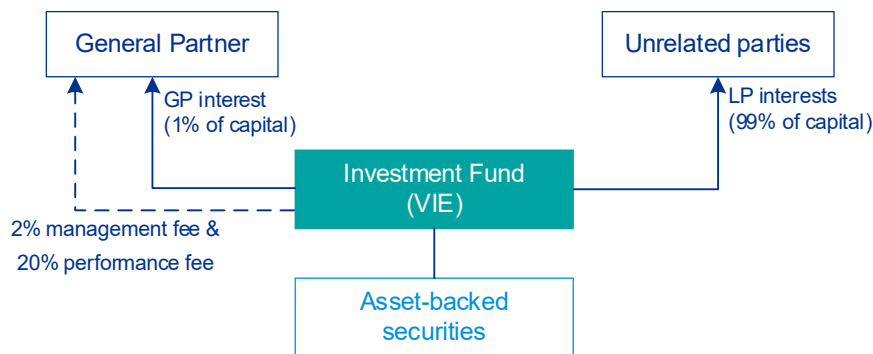 General Partner
Unrelated parties
GP interest
(1% of capital)
LP interests
(99% of capital)
Investment Fund
(VIE)
2% management fee &
20% performance fee
Asset-backed
securities